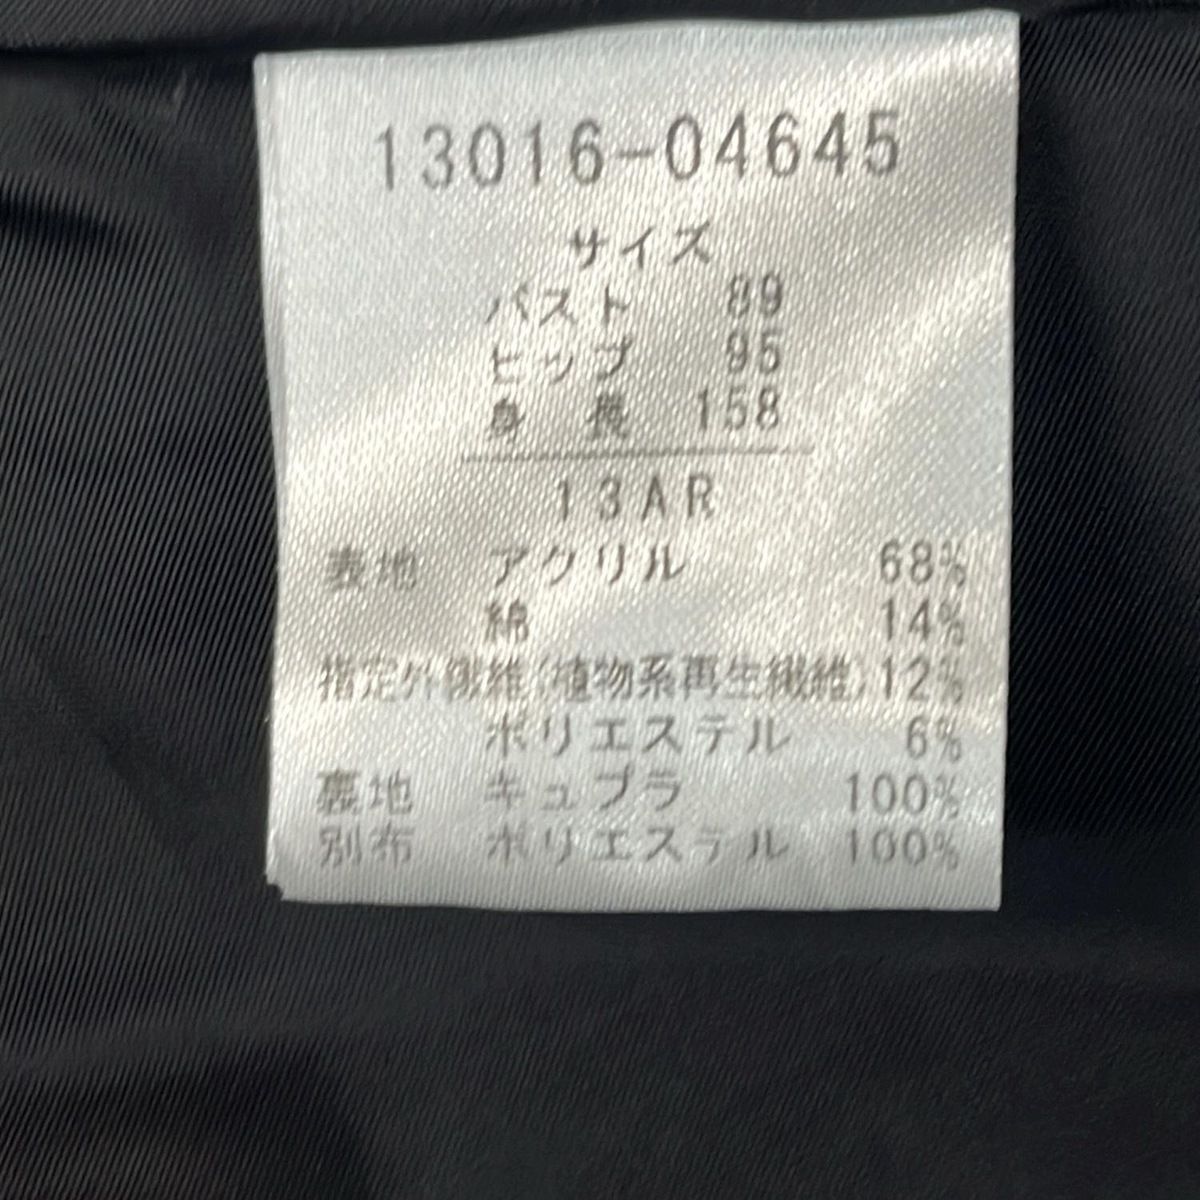 13016-04645
サイズ
バスト 89
ヒップ 95
身長 158
13AR
表地 アクリル 68%
綿 14%
指定外繊維(植物系再生繊維)12%
ポリエステル 6%
裏地 キュプラ 100%
別布 ポリエステル 100%